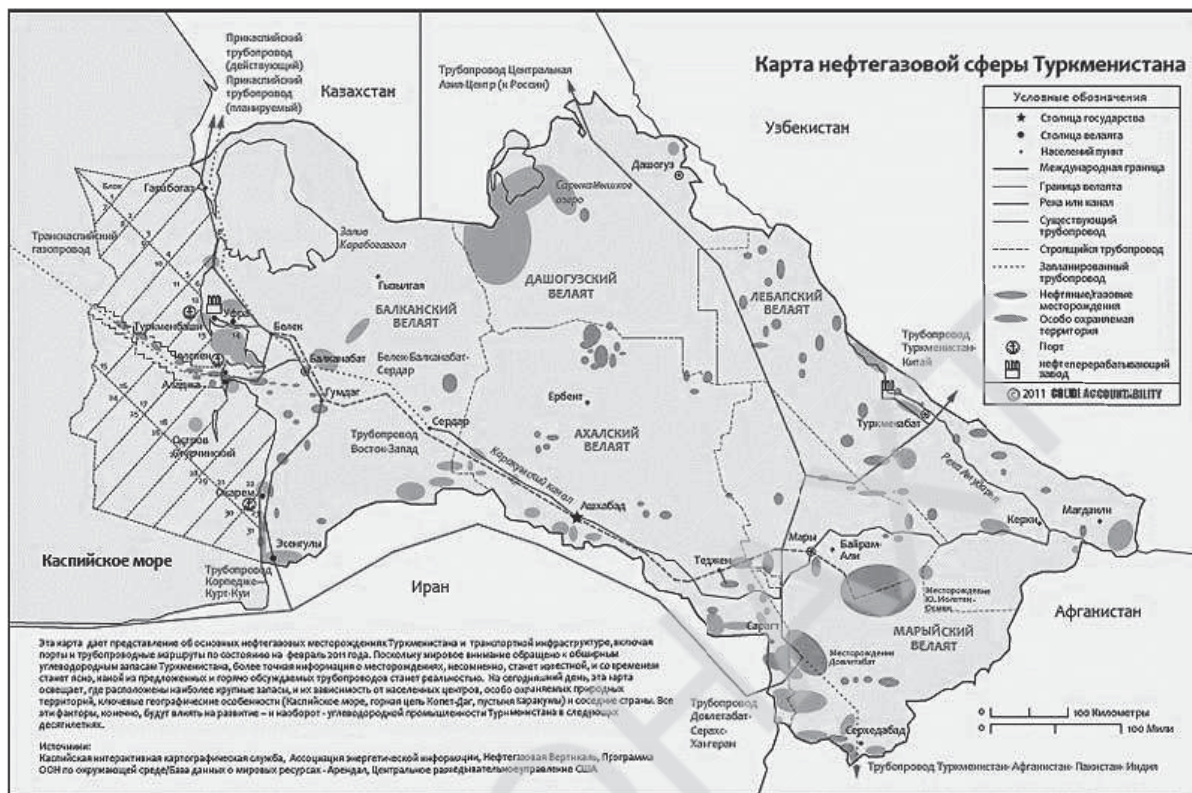 Карта нефтегазовой сферы Туркменистана
Прикаспийский
трубопровод
(действующий)
Прикаспийский
трубопровод
(планируемый)
Казахстан
Трубопровод Центральная
Азия-Центр (к России)
Узбекистан
Условные обозначения
Столица государства
Столица велаята
Населений пункт
Международная граница
Граница велаята
Река или канал
Существующий
трубопровод
Строящийся трубопровод
Запланированный
трубопровод
Нефтяные/газовые
месторождения
Особо охраняемая
территория
Порт
нефтеперерабатывающий
завод
© 2011 CRUDE ACCOUNTABILITY
Блок
Гарабогаз
Транскаспийский
газопровод
Залив
Карабогазгол
Дашогуз
озеро
Гызылгая
БАЛКАНСКИЙ
ВЕЛАЯТ
ДАШОГУЗСКИЙ
ВЕЛАЯТ
ЛЕБАПСКИЙ
ВЕЛАЯТ
Уфра
Туркменбаши
Белек
Челекен
Аладжа
Балканабат
Белек-Балканабат-
Сердар
Гумдаг
Трубопровод
Туркменистан-
Китай
Туркменабат
Ербент
Сердар
Трубопровод
Восток-Запад
АХАЛСКИЙ
ВЕЛАЯТ
Каракумский канал
Остров
Огурчинский
Окарем
Ашхабад
Река Амударья
Керки
Магданли
Эсенгулы
Каспийское море
Трубопровод
Корпедже-
Курт-Куи
Иран
Теджен
Мары
Байрам-
Али
Месторождение
Ю. Иолетен-
Осман
Афганистан
МАРЫЙСКИЙ
ВЕЛАЯТ
Сарагт
Месторождение
Довлетабат
Трубопровод
Довлетабат-
Серахс-
Хангеран
Серхедабад
100 Километры
100 Мили
Трубопровод Туркменистан- Афганистан- Пакистан- Индия
Эта карта дает представление об основных нефтегазовых месторождениях Туркменистана и транспортной инфраструктуре, включая
порты и трубопроводные маршруты по состоянию на февраль 2011 года. Поскольку мировое внимание обращено к обширным
углеводородным запасам Туркменистана, более точная информация о месторождениях, несомненно, станет известной, и со временем
станет ясно, какой из предложенных и горячо обсуждаемых трубопроводов станет реальностью. На сегодняшний день, эта карта
освещает, где расположены наиболее крупные запасы, и их зависимость от населенных центров, особо охраняемых природных
территорий, ключевые географические особенности (Каспийское море, горная цепь Копет-Даг, пустыня Каракумы) и соседние страны. Все
эти факторы, конечно, будут влиять на развитие – и наоборот - углеводородной промышленности Туркменистана в следующих
десятилетиях.
Источники:
Каспийская интерактивная картографическая служба, Ассоциация энергетической информации, Нефтегазовая Вертикаль, Программа
ООН по окружающей среде/База данных о мировых ресурсах - Арендал, Центральное разведывательное управление США